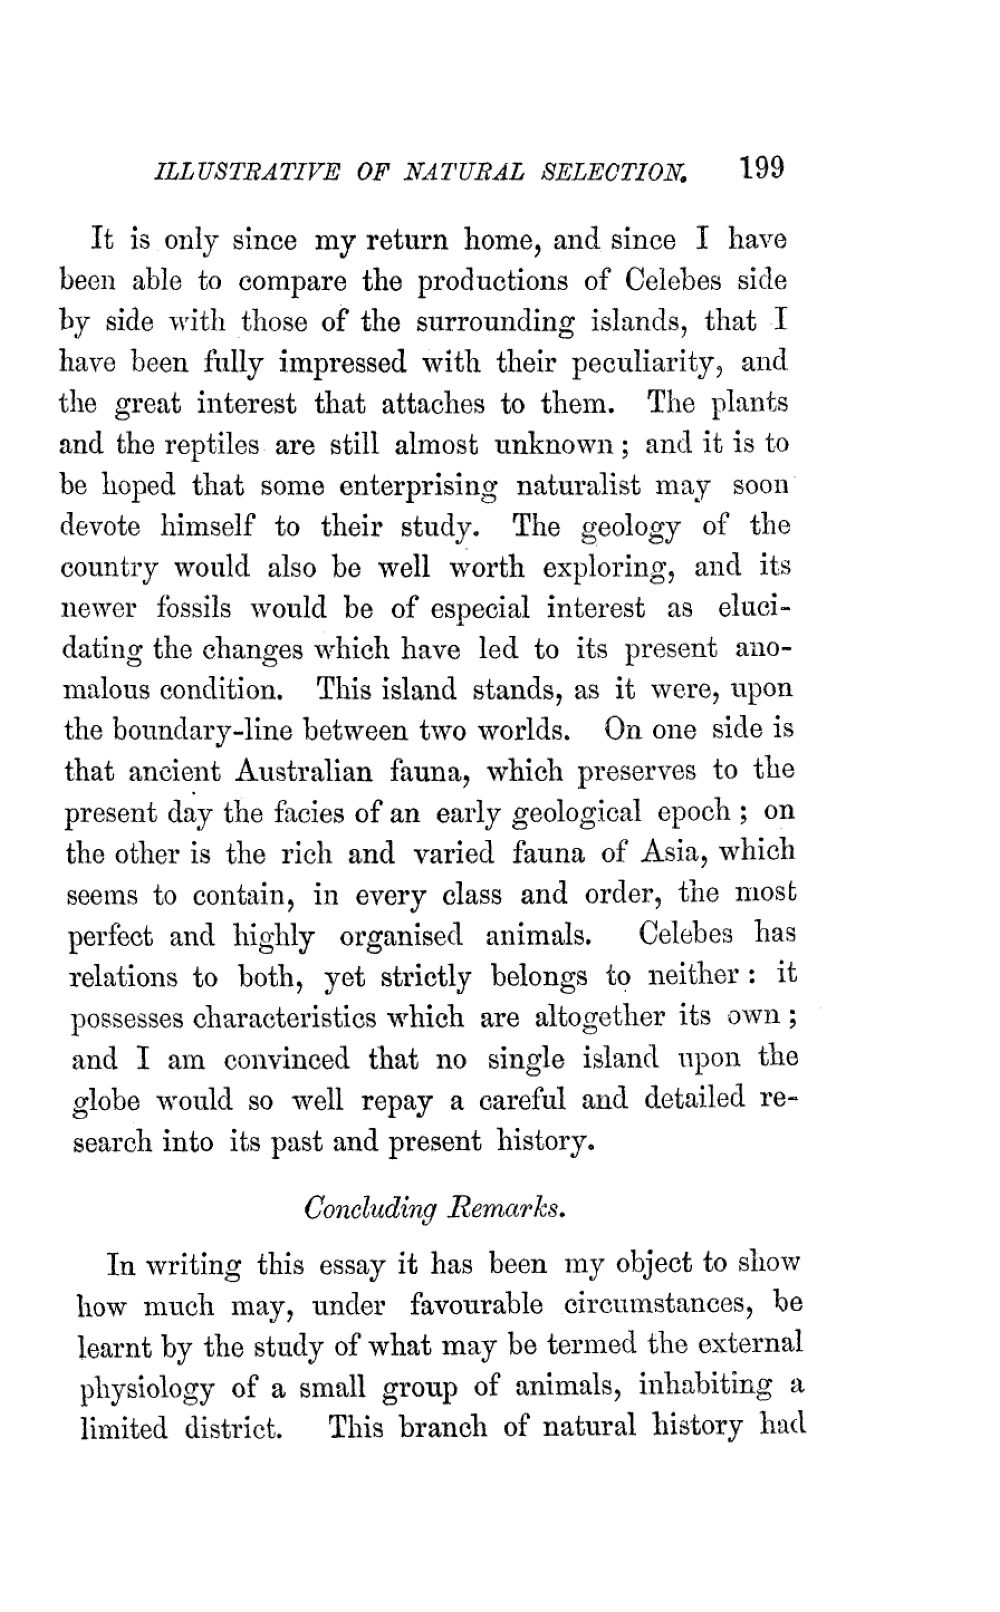 ILLUSTRATIVE OF NATURAL SELECTION. 199
It is only since my return home, and since I have
been able to compare the productions of Celebes side
by side with those of the surrounding islands, that I
have been fully impressed with their peculiarity, and
the great interest that attaches to them. The plants
and the reptiles are still almost unknown; and it is to
be hoped that some enterprising naturalist may soon
devote himself to their study. The geology of the
country would also be well worth exploring, and its
newer fossils would be of especial interest as eluci-
dating the changes which have led to its present ano-
malous condition. This island stands, as it were, upon
the boundary-line between two worlds. On one side is
that ancient Australian fauna, which preserves to the
present day the facies of an early geological epoch; on
the other is the rich and varied fauna of Asia, which
seems to contain, in every class and order, the most
perfect and highly organised animals. Celebes has
relations to both, yet strictly belongs to neither: it
possesses characteristics which are altogether its own;
and I am convinced that no single island upon the
globe would so well repay a careful and detailed re-
search into its past and present history.
Concluding Remarks.
In writing this essay it has been my object to show
how much may, under favourable circumstances, be
learnt by the study of what may be termed the external
physiology of a small group of animals, inhabiting a
limited district. This branch of natural history had